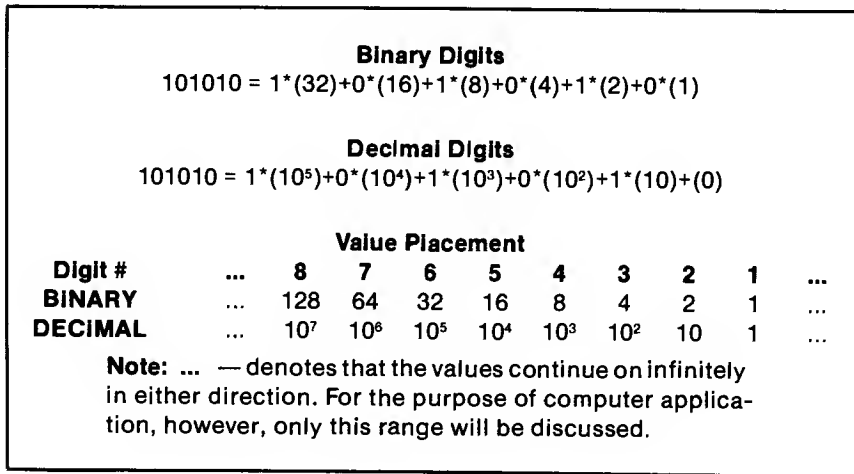 Binary Digits
101010 = 1*(32)+0*(16)+1*(8)+0*(4)+1*(2)+0*(1)
Decimal Digits
101010 = 1*(10⁵)+0*(10⁴)+1*(10³)+0*(10²)+1*(10)+(0)
Value Placement
Digit # ... 8 7 6 5 4 3 2 1 ...
BINARY ... 128 64 32 16 8 4 2 1 ...
DECIMAL ... 10⁷ 10⁶ 10⁵ 10⁴ 10³ 10² 10 1 ...
Note: ... — denotes that the values continue on infinitely
in either direction. For the purpose of computer applica-
tion, however, only this range will be discussed.